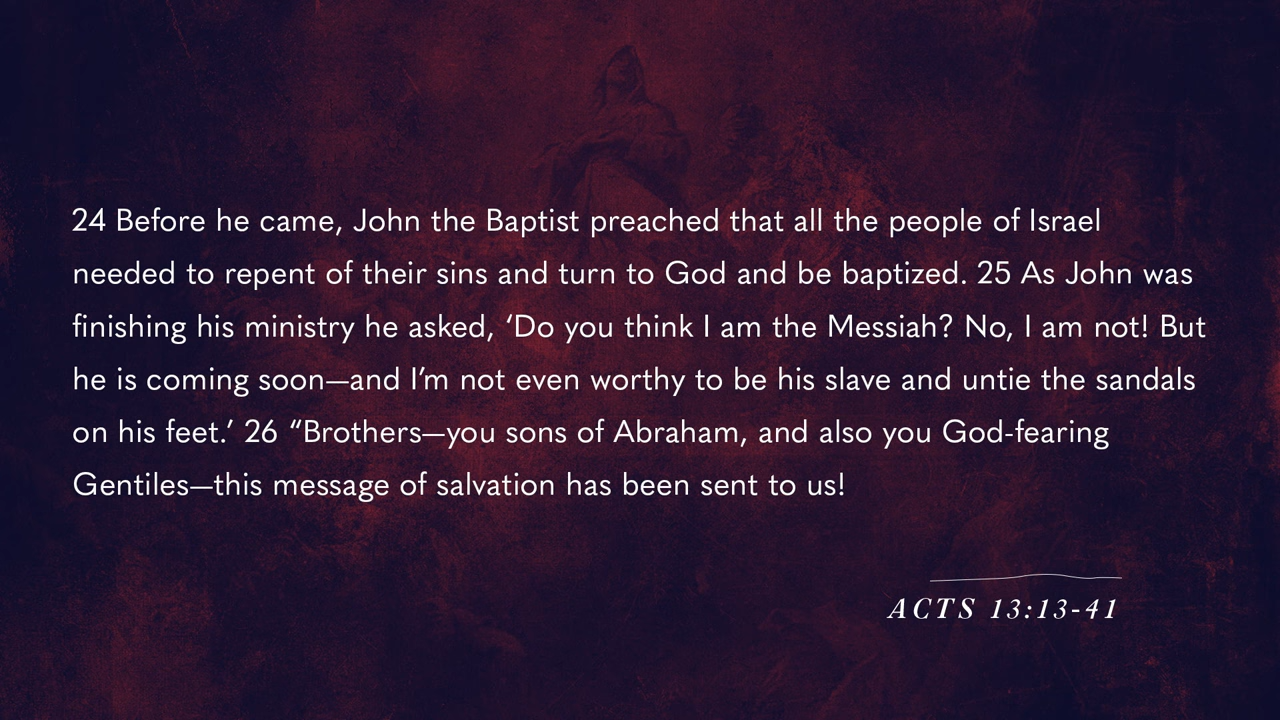 24 Before he came, John the Baptist preached that all the people of Israel
needed to repent of their sins and turn to God and be baptized. 25 As John was
finishing his ministry he asked, ‘Do you think I am the Messiah? No, I am not! But
he is coming soon—and I’m not even worthy to be his slave and untie the sandals
on his feet.’ 26 “Brothers—you sons of Abraham, and also you God-fearing
Gentiles—this message of salvation has been sent to us!
ACTS 13:13-41